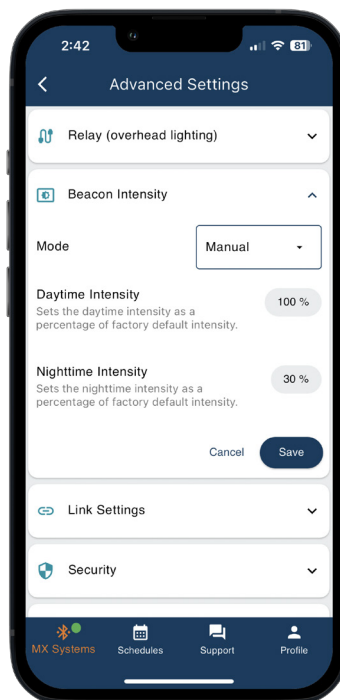 2:42
81
Advanced Settings
Relay (overhead lighting)
Beacon Intensity
Mode
Manual
Daytime Intensity
100 %
Sets the daytime intensity as a
percentage of factory default intensity.
Nighttime Intensity
30 %
Sets the nighttime intensity as a
percentage of factory default intensity.
Cancel
Save
Link Settings
Security
MX Systems
Schedules
Support
Profile